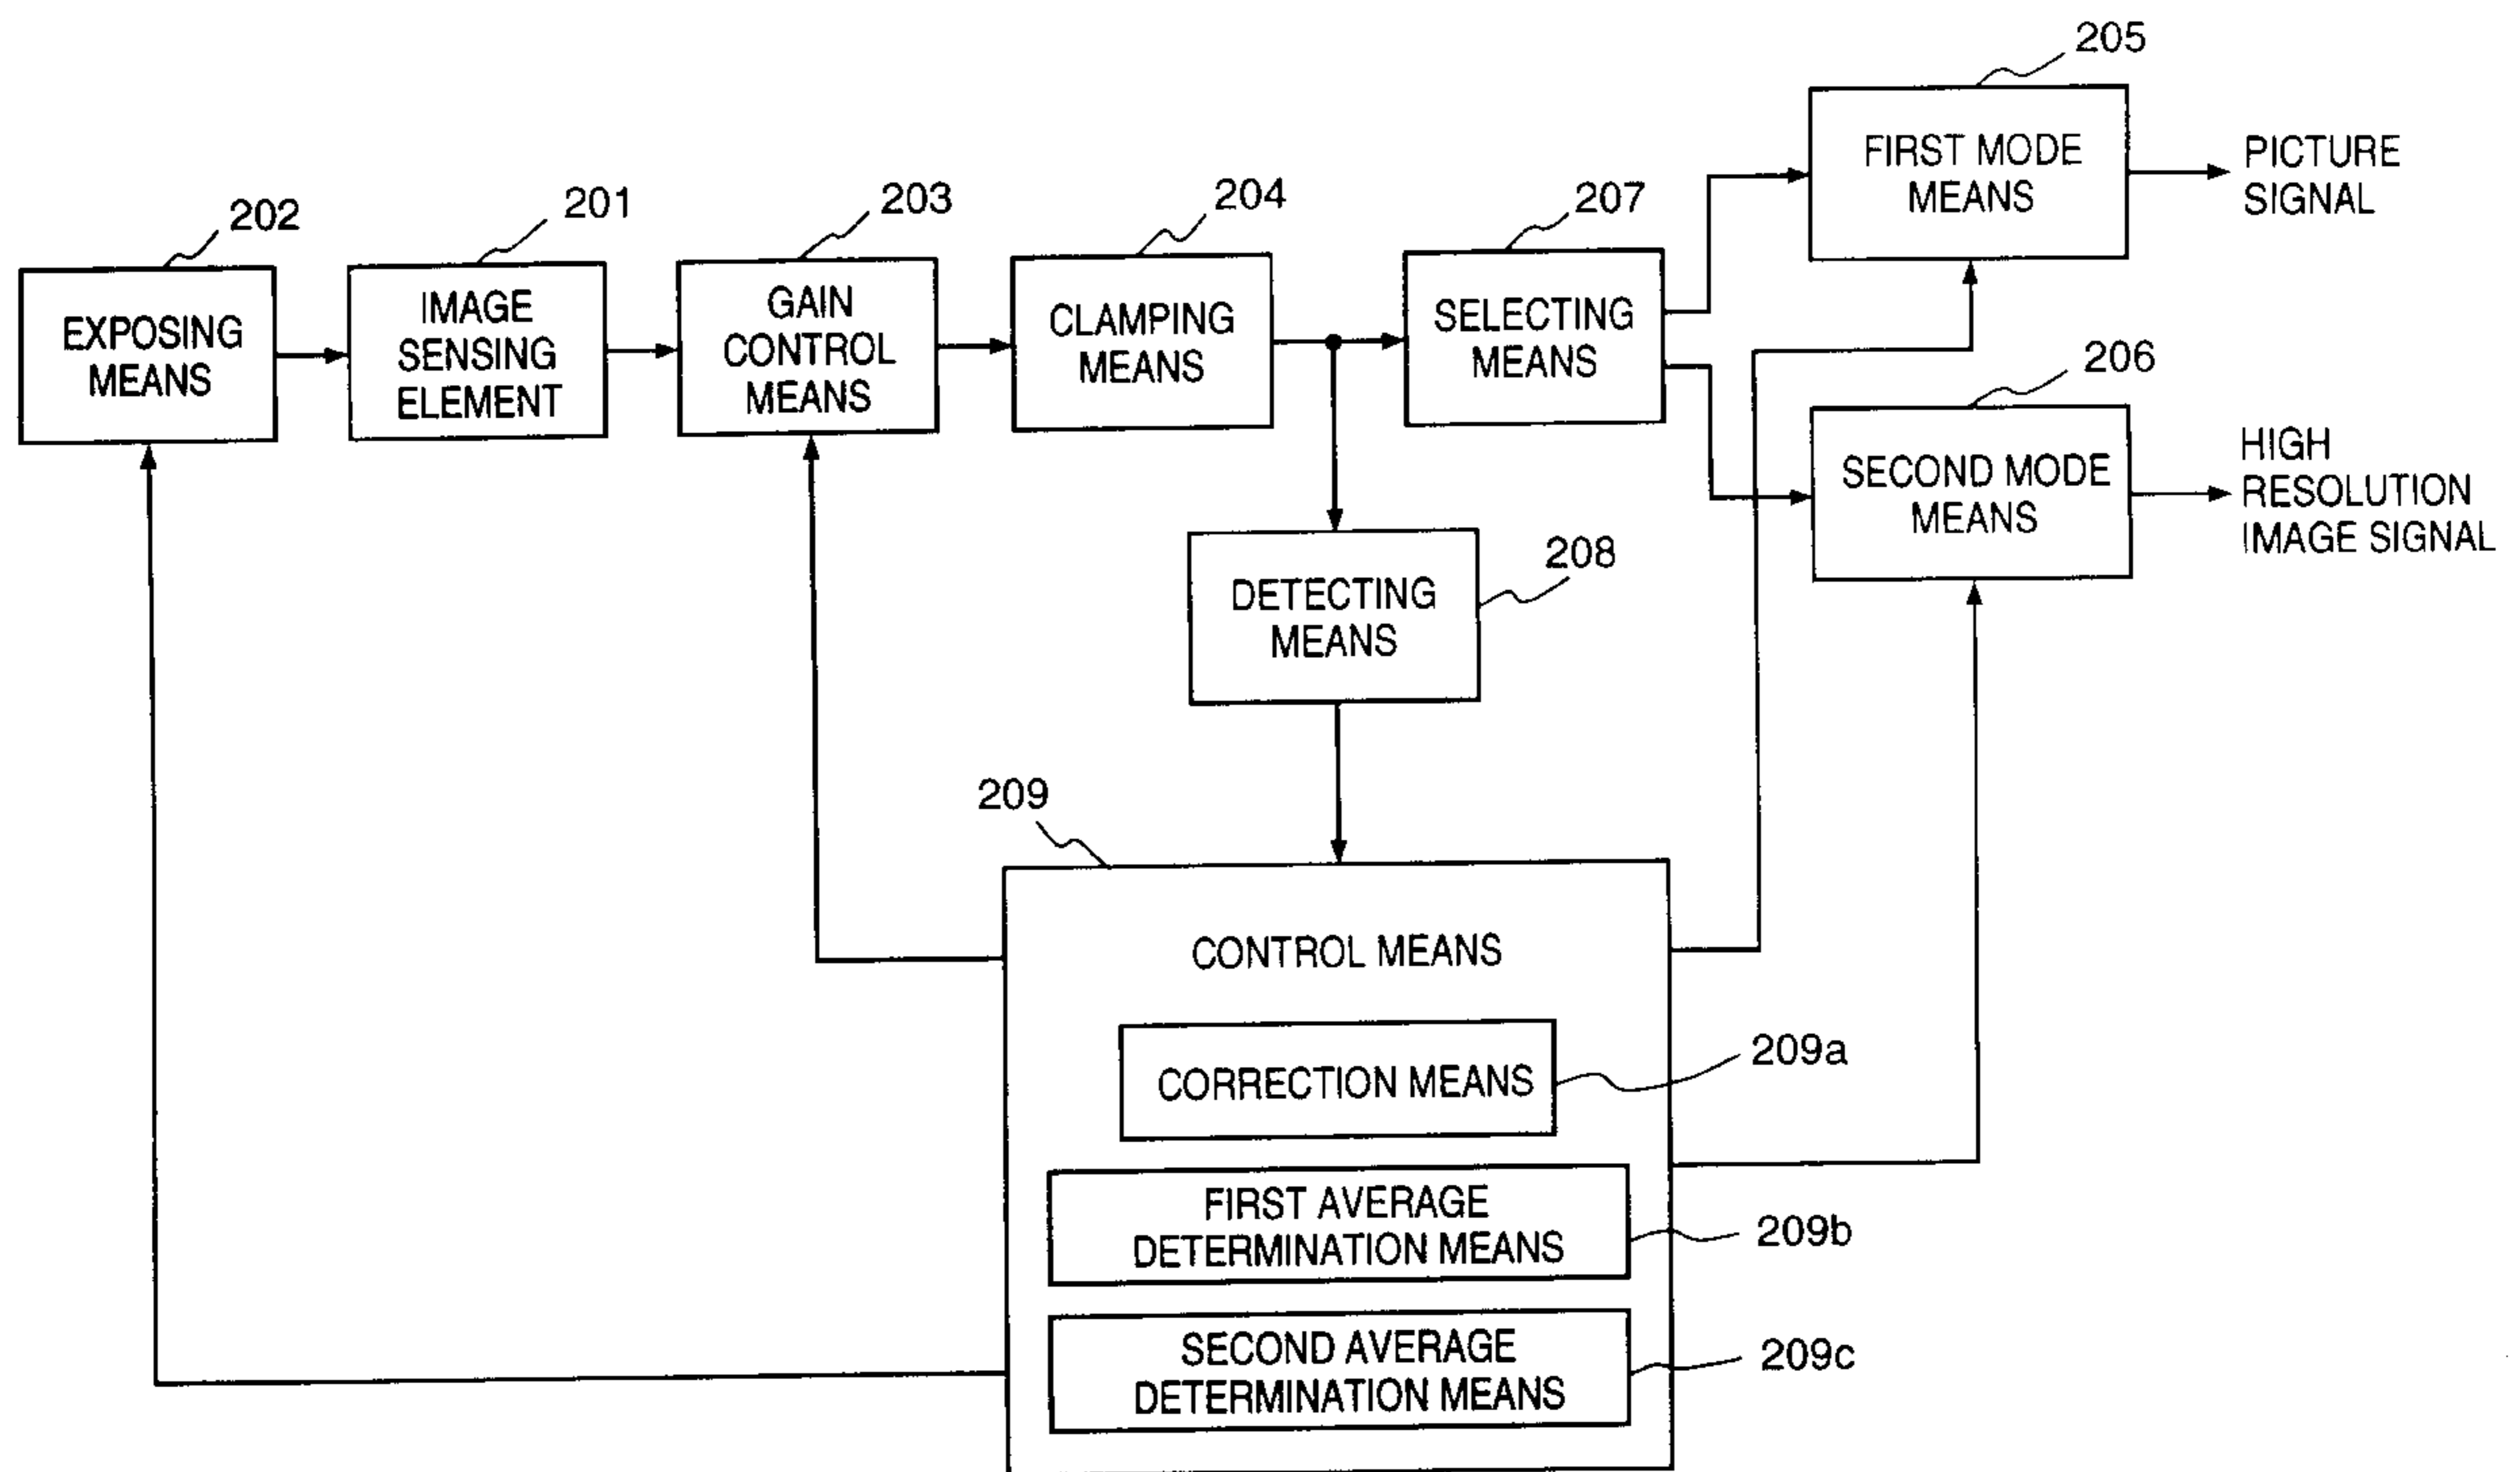 205
FIRST MODE
MEANS
PICTURE
SIGNAL
202
EXPOSING
MEANS
201
IMAGE
SENSING
ELEMENT
203
GAIN
CONTROL
MEANS
204
CLAMPING
MEANS
207
SELECTING
MEANS
206
SECOND MODE
MEANS
HIGH
RESOLUTION
IMAGE SIGNAL
208
DETECTING
MEANS
209
CONTROL MEANS
CORRECTION MEANS
209a
FIRST AVERAGE
DETERMINATION MEANS
209b
SECOND AVERAGE
DETERMINATION MEANS
209c